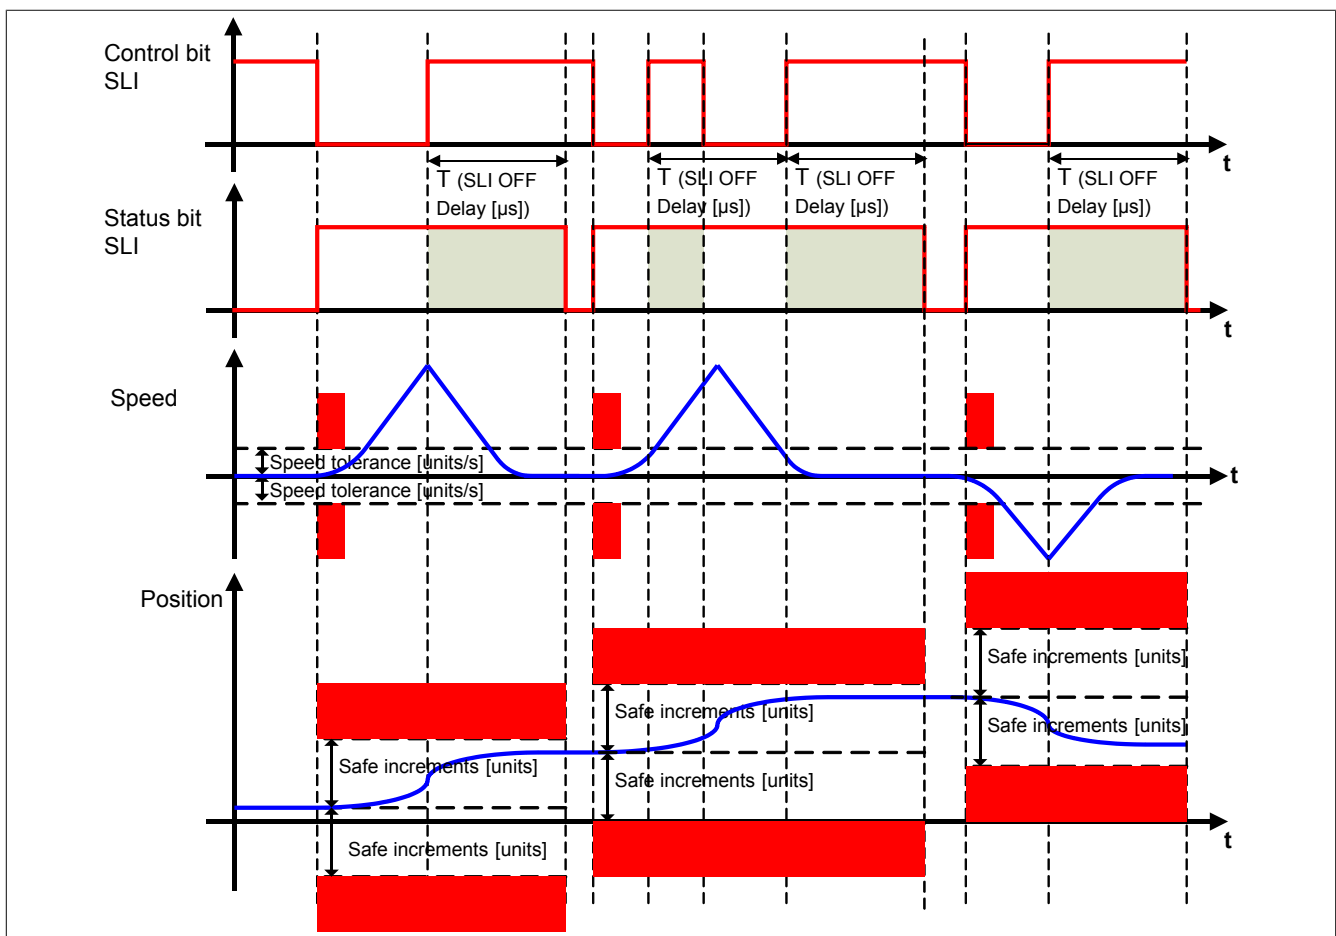 Control bit
SLI
t
T (SLI OFF
Delay [µs])
T (SLI OFF
Delay [µs])
T (SLI OFF
Delay [µs])
T (SLI OFF
Delay [µs])
Status bit
SLI
t
Speed
Speed tolerance [units/s]
Speed tolerance [units/s]
t
Position
Safe increments [units]
Safe increments [units]
Safe increments [units]
Safe increments [units]
Safe increments [units]
Safe increments [units]
t